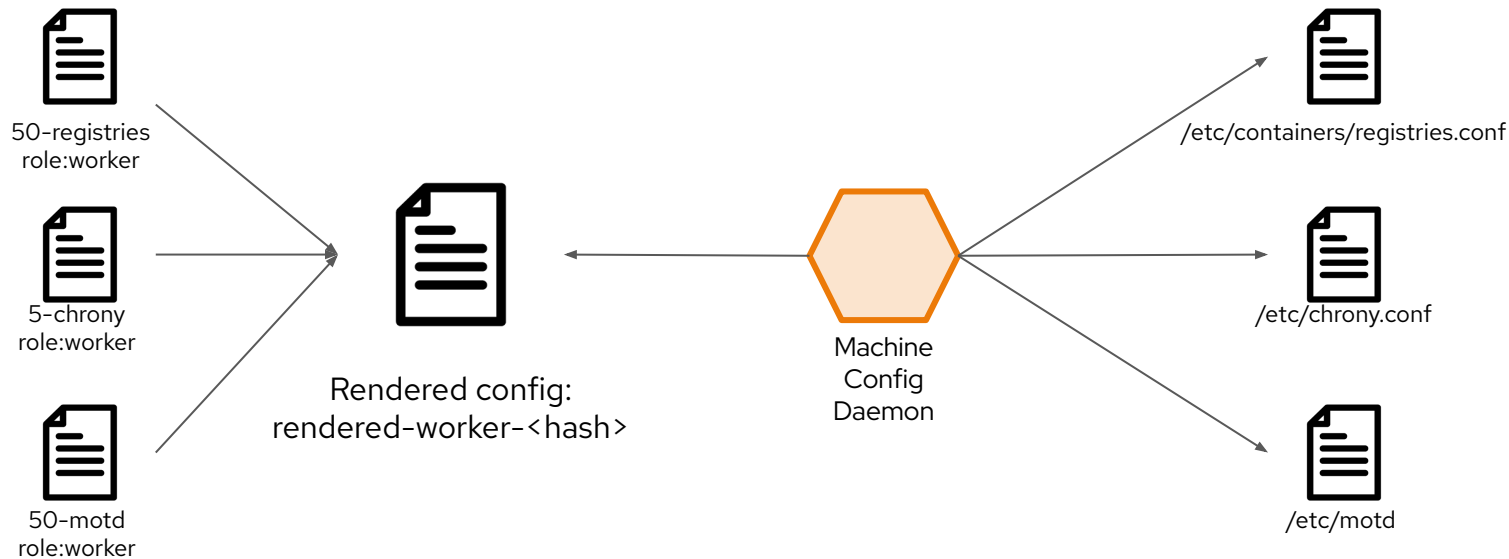 50-registries
role:worker
5-chrony
role:worker
50-motd
role:worker
Rendered config:
rendered-worker-<hash>
Machine
Config
Daemon
/etc/containers/registries.conf
/etc/chrony.conf
/etc/motd